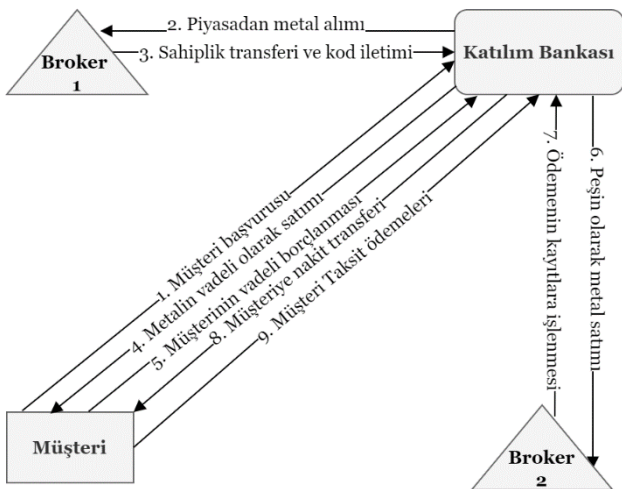 2. Piyasadan metal alımı
Broker
1
3. Sahiplik transferi ve kod iletimi
Katılım Bankası
1. Müşteri başvurusu
4. Metalin vadeli olarak satımı
5. Müşterinin vadeli borçlanması
8. Müşteriye nakit transferi
9. Müşteri Taksit ödemeleri
7. Ödemenin kayıtlara işlenmesi
6. Peşin olarak metal satımı
Müşteri
Broker
2